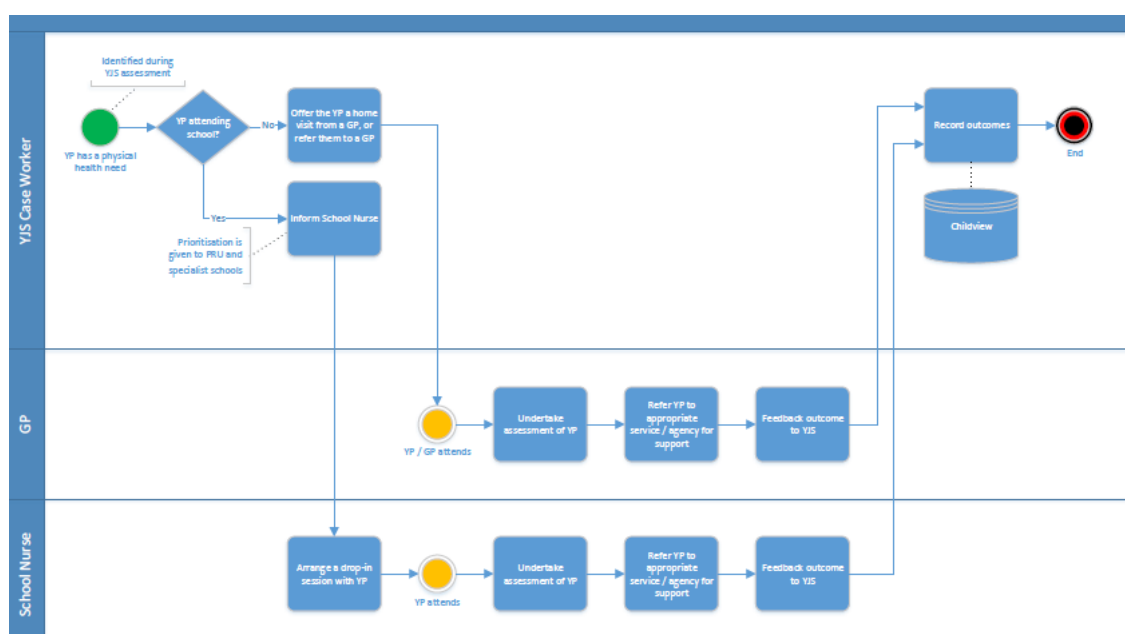 YJS Case Worker
Identified during
YJS assessment
YP has a physical
health need
YP attending
school?
No
Offer the YP a home
visit from a GP, or
refer them to a GP
Yes
Inform School Nurse
Prioritisation is
given to PRU and
specialist schools
Record outcomes
End
Childview
GP
YP / GP attends
Undertake
assessment of YP
Refer YP to
appropriate
service / agency for
support
Feedback outcome
to YJS
School Nurse
Arrange a drop-in
session with YP
YP attends
Undertake
assessment of YP
Refer YP to
appropriate
service / agency for
support
Feedback outcome
to YJS